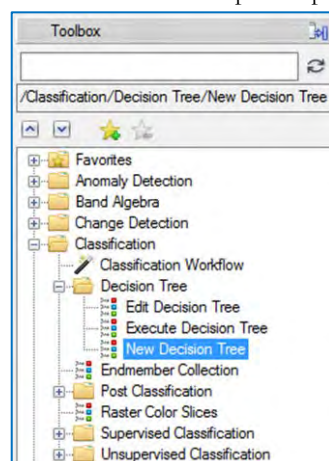 Toolbox
/Classification/Decision Tree/New Decision Tree
Favorites
Anomaly Detection
Band Algebra
Change Detection
Classification
Classification Workflow
Decision Tree
Edit Decision Tree
Execute Decision Tree
New Decision Tree
Endmember Collection
Post Classification
Raster Color Slices
Supervised Classification
Unsupervised Classification